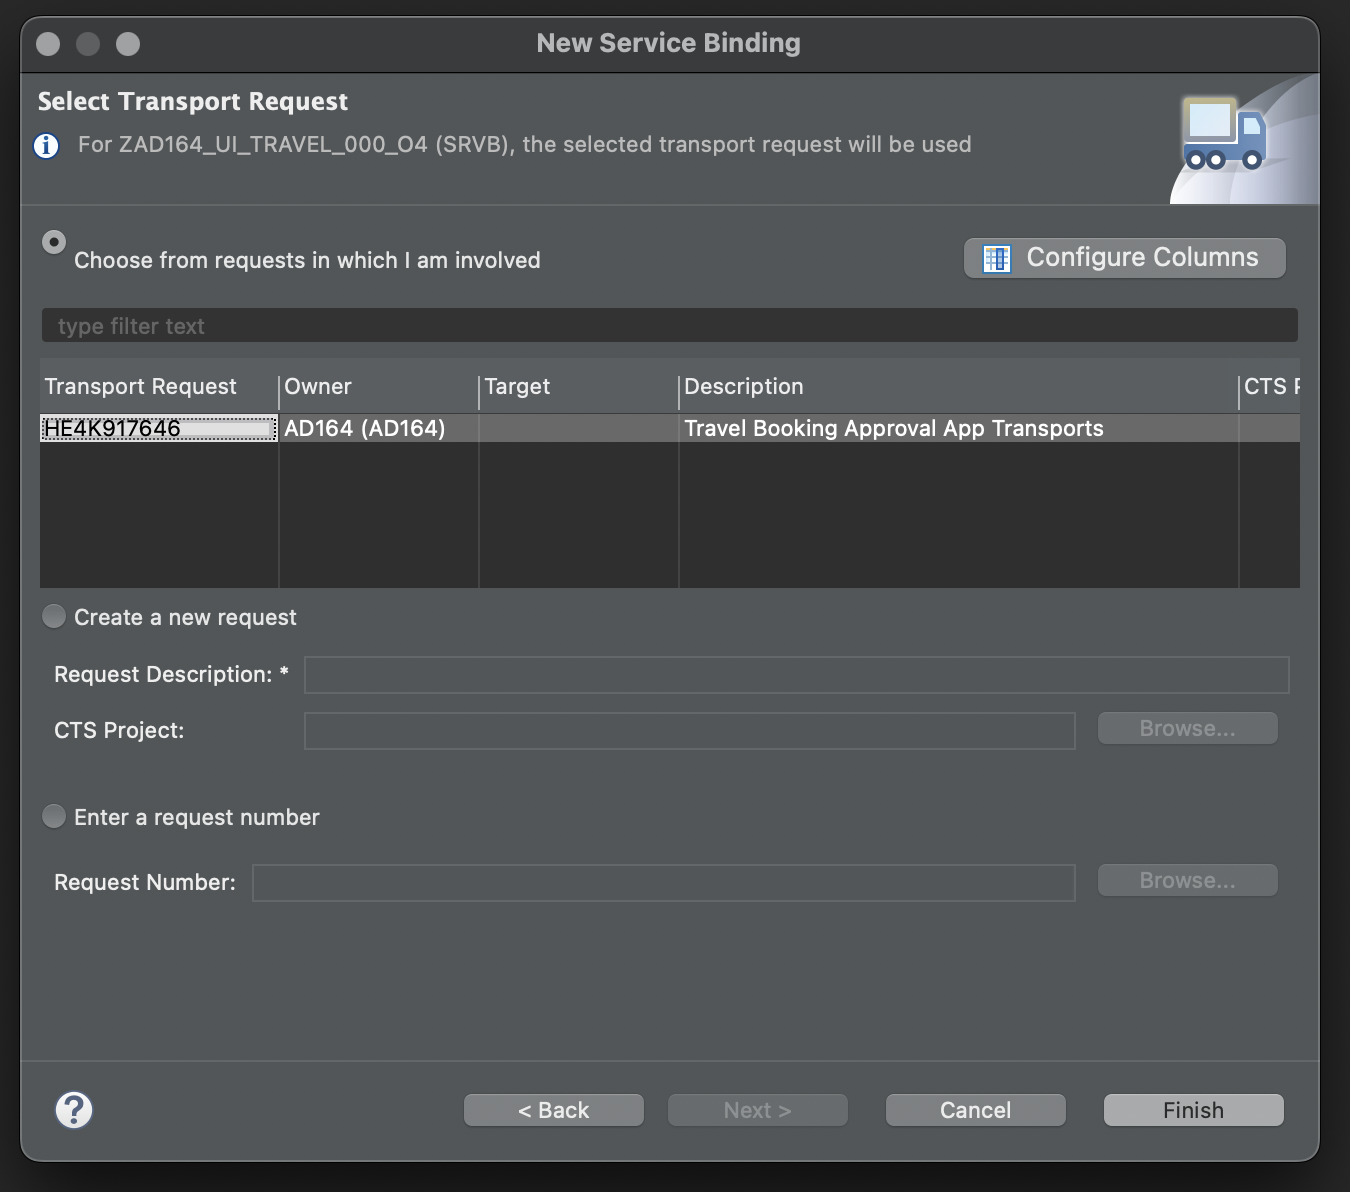 New Service Binding
Select Transport Request
For ZAD164_UI_TRAVEL_000_O4 (SRVB), the selected transport request will be used
Choose from requests in which I am involved
Configure Columns
type filter text
Transport Request Owner Target Description CTS P
HE4K917646 AD164 (AD164) Travel Booking Approval App Transports
Create a new request
Request Description: *
CTS Project:
Browse...
Enter a request number
Request Number:
Browse...
?
< Back
Next >
Cancel
Finish